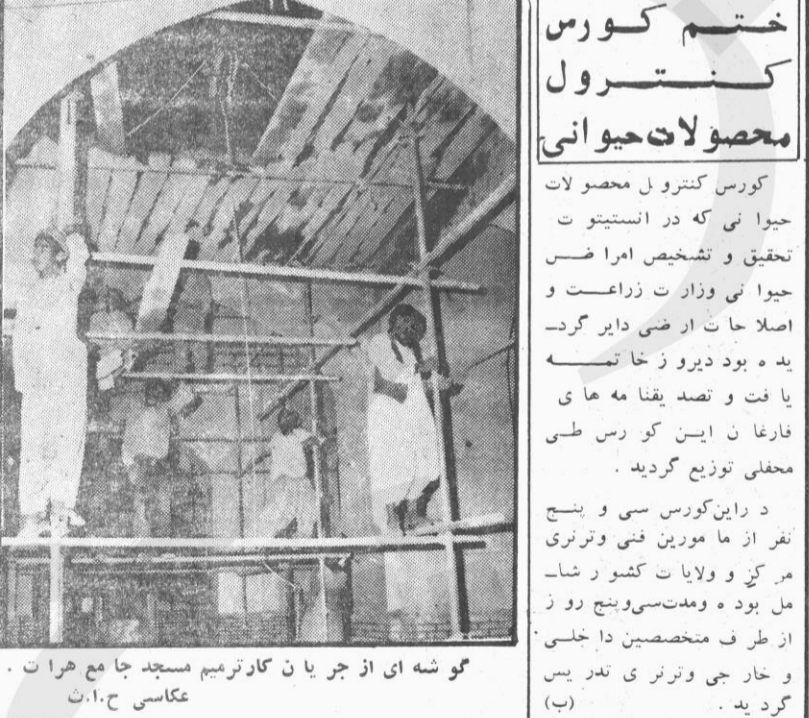 ختم کورس
کنترول
محصولات حیوانی
کورس کنترول محصولات
حیوانی که در انستیتوت
تحقیق و تشخیص امراض
حیوانی وزارت زراعت و
اصلاحات ارضی دایر گرد-
یده بود دیروز خاتمه
یافت و تصدیقنامه های
فارغان این کورس طی
محفلی توزیع گردید .
دراین کورس سی و پنج
نفر از مامورین فنی وترنری
مرکز و ولایات کشور شا-
مل بوده ومدت سی وپنج روز
از طرف متخصصین داخلی
و خارجی وترنری تدریس
گردید . (ب)
گوشه ای از جریان کارترمیم مسجد جامع هرات .
عکاسی ح.ا.ث